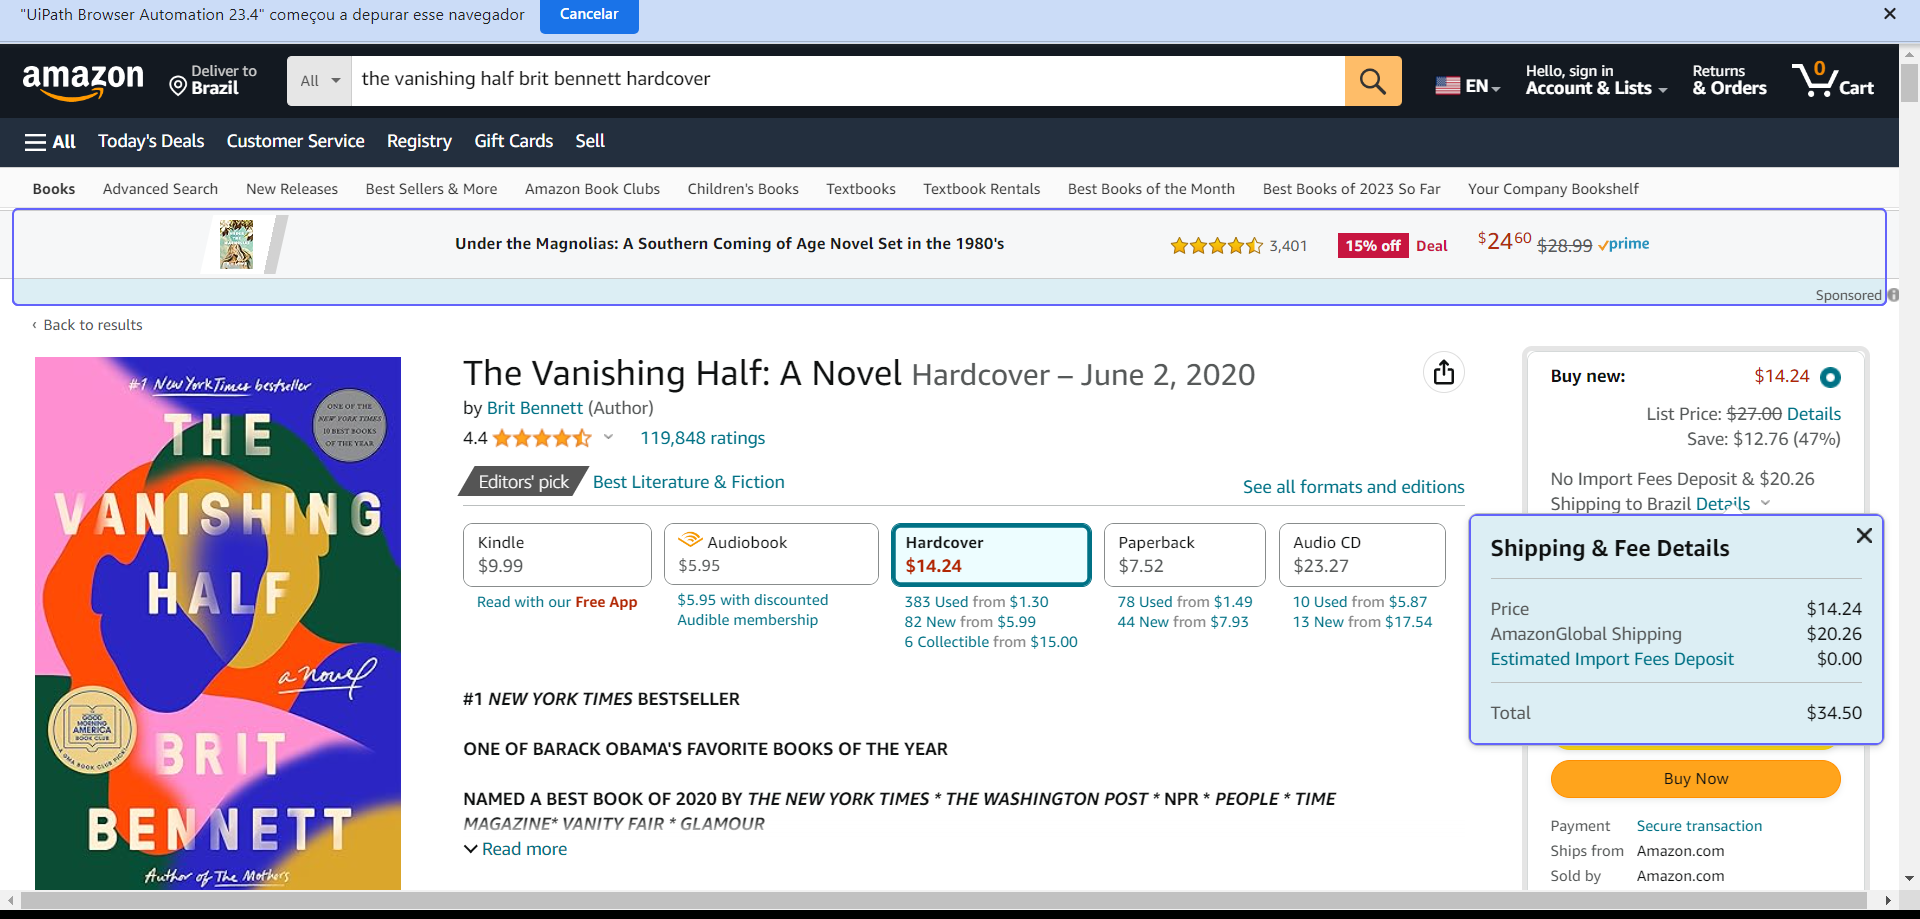 "UiPath Browser Automation 23.4" começou a depurar esse navegador
Cancelar
amazon
Deliver to
Brazil
All
the vanishing half brit bennett hardcover
EN
Hello, sign in
Account & Lists
Returns
& Orders
0
Cart
All
Today's Deals
Customer Service
Registry
Gift Cards
Sell
Books
Advanced Search
New Releases
Best Sellers & More
Amazon Book Clubs
Children's Books
Textbooks
Textbook Rentals
Best Books of the Month
Best Books of 2023 So Far
Your Company Bookshelf
Under the Magnolias: A Southern Coming of Age Novel Set in the 1980's
3,401
15% off
Deal
$24 60
$28.99
prime
Sponsored
‹ Back to results
#1 New York Times bestseller
ONE OF THE
NEW YORK TIMES
10 BEST BOOKS
OF THE YEAR
THE
VANISHING
HALF
a novel
GOOD
MORNING
AMERICA
BOOK CLUB
BRIT
BENNETT
Author of The Mothers
The Vanishing Half: A Novel Hardcover – June 2, 2020
by Brit Bennett (Author)
4.4
119,848 ratings
Editors' pick
Best Literature & Fiction
See all formats and editions
Kindle
$9.99
Read with our Free App
Audiobook
$5.95
$5.95 with discounted
Audible membership
Hardcover
$14.24
383 Used from $1.30
82 New from $5.99
6 Collectible from $15.00
Paperback
$7.52
78 Used from $1.49
44 New from $7.93
Audio CD
$23.27
10 Used from $5.87
13 New from $17.54
#1 NEW YORK TIMES BESTSELLER
ONE OF BARACK OBAMA'S FAVORITE BOOKS OF THE YEAR
NAMED A BEST BOOK OF 2020 BY THE NEW YORK TIMES * THE WASHINGTON POST * NPR * PEOPLE * TIME
MAGAZINE* VANITY FAIR * GLAMOUR
Read more
Buy new:
$14.24
List Price: $27.00 Details
Save: $12.76 (47%)
No Import Fees Deposit & $20.26
Shipping to Brazil Details
Shipping & Fee Details
Price $14.24
AmazonGlobal Shipping $20.26
Estimated Import Fees Deposit $0.00
Total $34.50
Buy Now
Payment Secure transaction
Ships from Amazon.com
Sold by Amazon.com